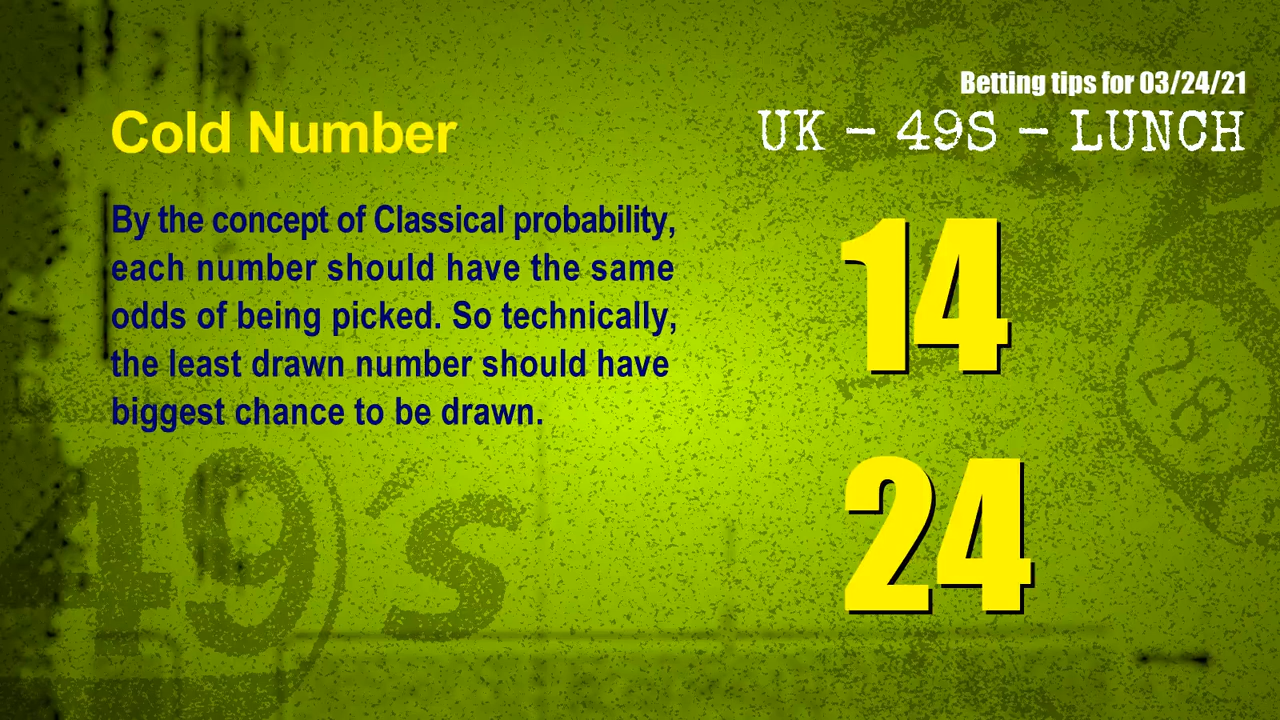 Betting tips for 03/24/21
UK - 49S - LUNCH
Cold Number
By the concept of Classical probability,
each number should have the same
odds of being picked. So technically,
the least drawn number should have
biggest chance to be drawn.
14
24
49's
28